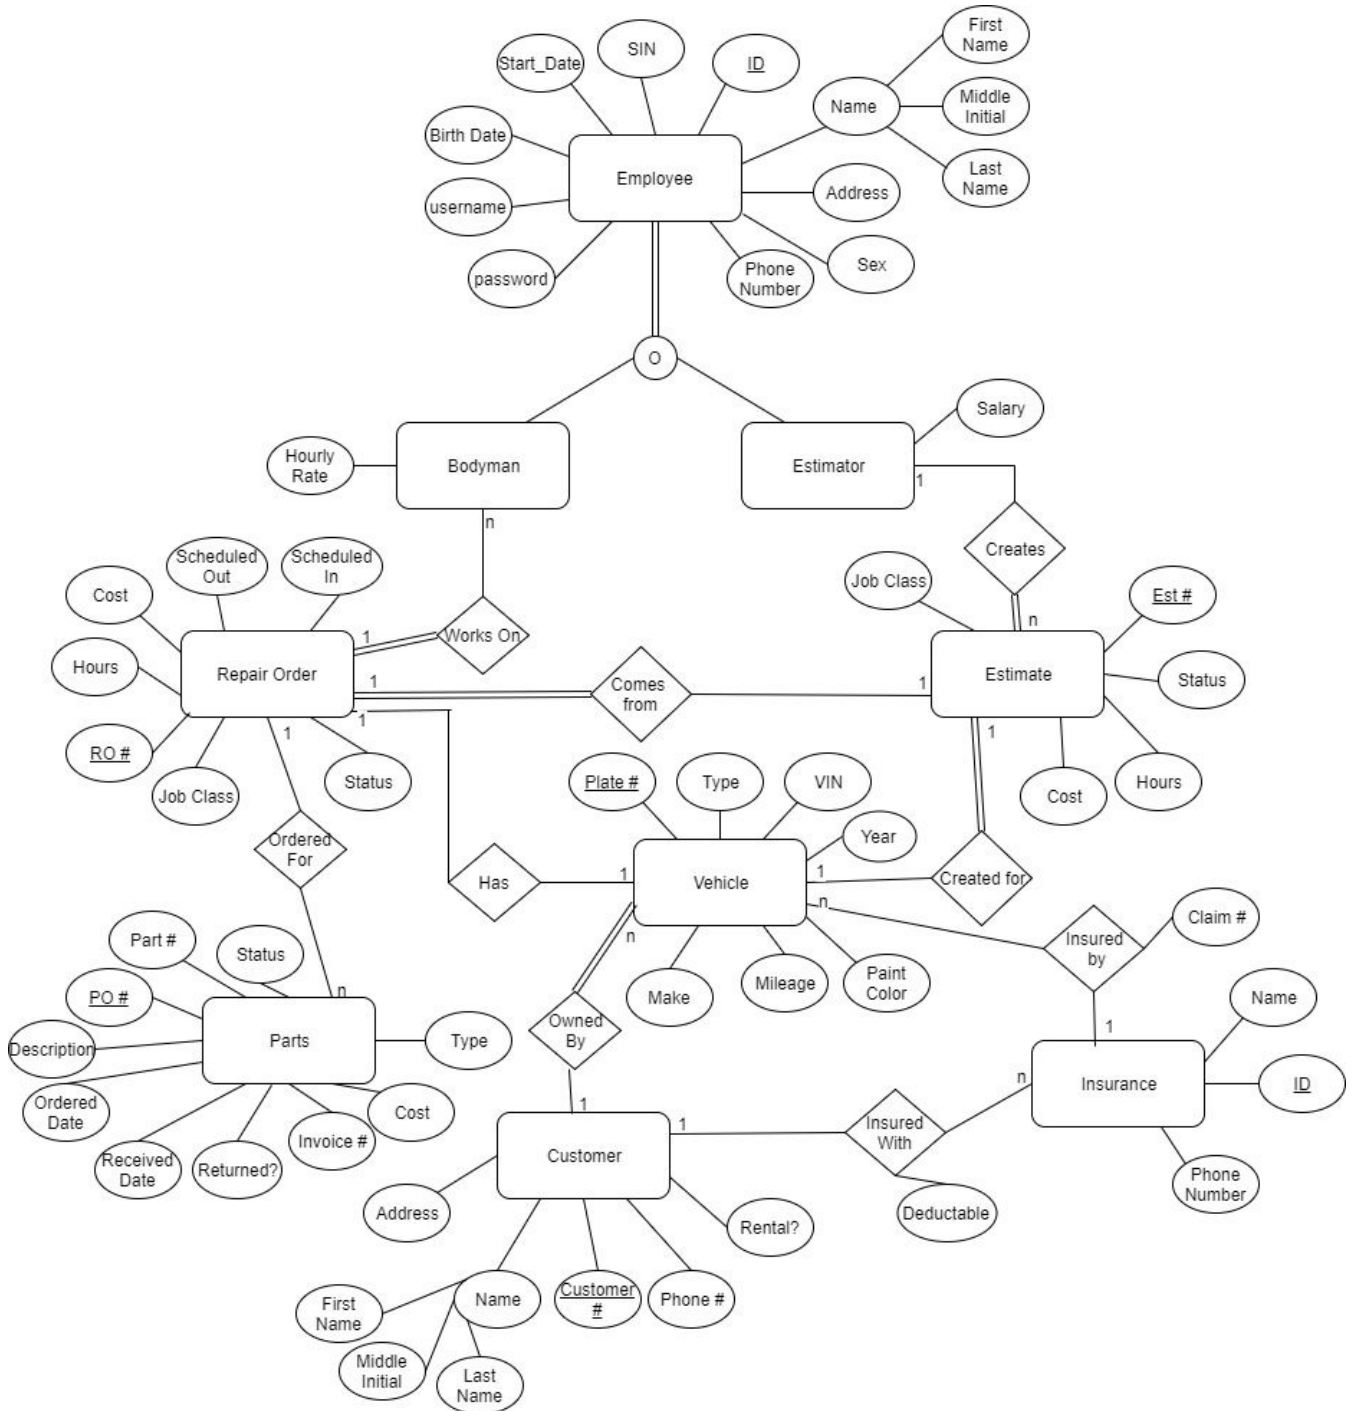 First
Name
SIN
Start_Date
ID
Name
Middle
Initial
Birth Date
Employee
Last
Name
Address
username
Sex
password
Phone
Number
O
Salary
Hourly
Rate
Bodyman
Estimator
1
n
Creates
Scheduled
Out
Scheduled
In
Job Class
Cost
Est #
n
1
Works On
Hours
Repair Order
1
Comes
from
1
Estimate
Status
1
1
1
RO #
Job Class
Status
Plate #
Type
VIN
Cost
Hours
Year
Ordered
For
Has
1
Vehicle
1
Created for
n
Claim #
Part #
Status
n
Insured
by
PO #
Make
Mileage
Paint
Color
Name
n
Owned
By
1
Description
Parts
Type
Insurance
ID
n
Ordered
Date
Cost
1
1
Insured
With
Invoice #
Received
Date
Returned?
Customer
Phone
Number
Address
Rental?
Deductable
First
Name
Name
Customer
#
Phone #
Middle
Initial
Last
Name